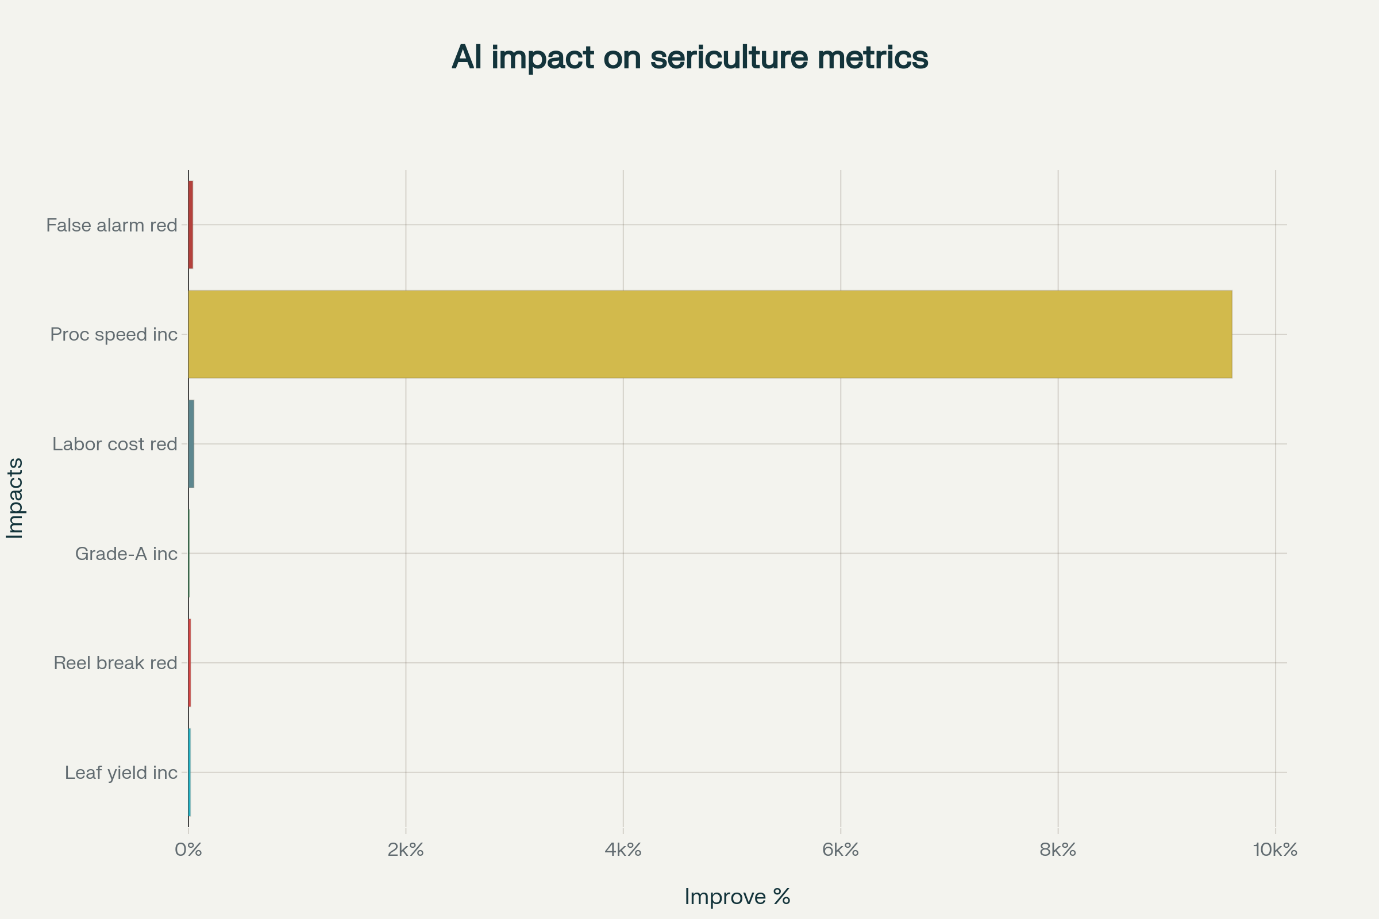 AI impact on sericulture metrics
False alarm red
Proc speed inc
Labor cost red
Grade-A inc
Reel break red
Leaf yield inc
Impacts
0% 2k% 4k% 6k% 8k% 10k%
Improve %